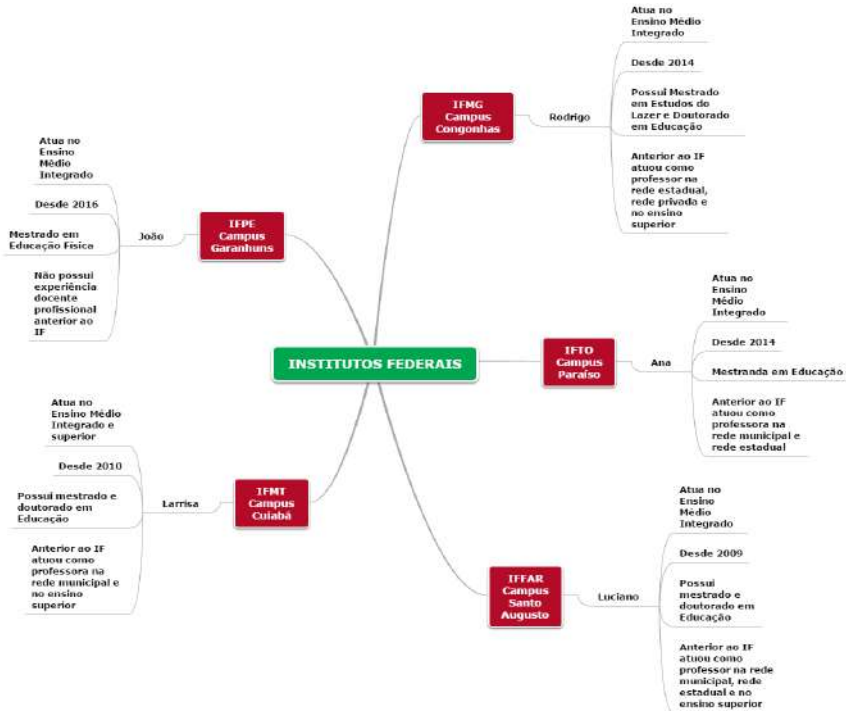 INSTITUTOS FEDERAIS
IFMG
Campus
Congonhas
Rodrigo
Atua no
Ensino Médio
Integrado
Desde 2014
Possui Mestrado
em Estudos do
Lazer e Doutorado
em Educação
Anterior ao IF
atuou como
professor na
rede estadual,
rede privada e
no ensino
superior
IFTO
Campus
Paraíso
Ana
Atua no
Ensino
Médio
Integrado
Desde 2014
Mestranda em Educação
Anterior ao IF
atuou como
professora na
rede municipal e
rede estadual
IFFAR
Campus
Santo
Augusto
Luciano
Atua no
Ensino
Médio
Integrado
Desde 2009
Possui
mestrado e
doutorado em
Educação
Anterior ao IF
atuou como
professor na rede
municipal, rede
estadual e no
ensino superior
IFPE
Campus
Garanhuns
João
Atua no
Ensino
Médio
Integrado
Desde 2016
Mestrado em
Educação Física
Não possui
experiência
docente
profissional
anterior ao
IF
IFMT
Campus
Cuiabá
Larrisa
Atua no
Ensino Médio
Integrado e
superior
Desde 2010
Possui mestrado e
doutorado em
Educação
Anterior ao IF
atuou como
professora na
rede municipal e
no ensino
superior